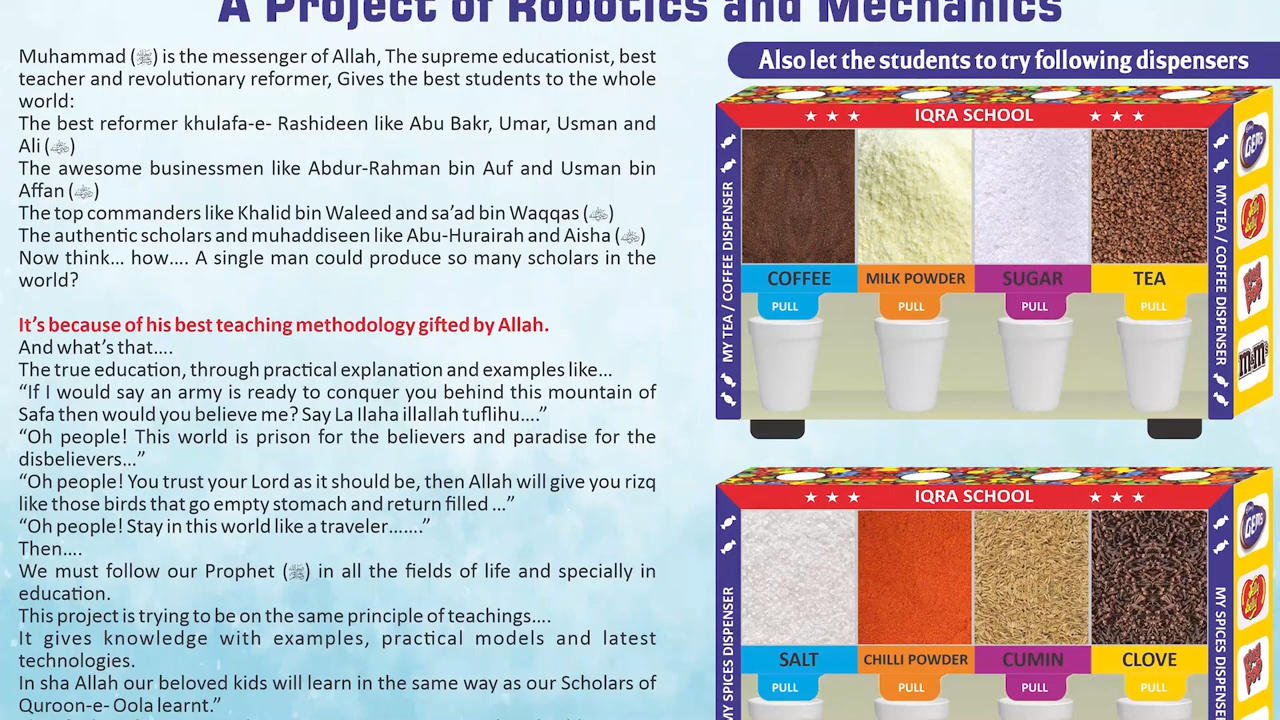 A Project of Robotics and Mechanics
Muhammad (ﷺ) is the messenger of Allah, The supreme educationist, best
teacher and revolutionary reformer, Gives the best students to the whole
world:
The best reformer khulafa-e- Rashideen like Abu Bakr, Umar, Usman and
Ali ()
The awesome businessmen like Abdur-Rahman bin Auf and Usman bin
Affan ()
The top commanders like Khalid bin Waleed and sa’ad bin Waqqas ()
The authentic scholars and muhaddiseen like Abu-Hurairah and Aisha ()
Now think... how.... A single man could produce so many scholars in the
world?
It’s because of his best teaching methodology gifted by Allah.
And what’s that....
The true education, through practical explanation and examples like...
“If I would say an army is ready to conquer you behind this mountain of
Safa then would you believe me? Say La Ilaha illallah tuflihu....”
“Oh people! This world is prison for the believers and paradise for the
disbelievers...”
“Oh people! You trust your Lord as it should be, then Allah will give you rizq
like those birds that go empty stomach and return filled ...”
“Oh people! Stay in this world like a traveler.......”
Then....
We must follow our Prophet (ﷺ) in all the fields of life and specially in
education.
This project is trying to be on the same principle of teachings....
It gives knowledge with examples, practical models and latest
technologies.
sha Allah our beloved kids will learn in the same way as our Scholars of
Quroon-e- Oola learnt.”
Also let the students to try following dispensers
IQRA SCHOOL
MY TEA / COFFEE DISPENSER
COFFEE
MILK POWDER
SUGAR
TEA
PULL
PULL
PULL
PULL
MY TEA / COFFEE DISPENSER
GEMS
Jelly Belly
m&m's
IQRA SCHOOL
MY SPICES DISPENSER
SALT
CHILLI POWDER
CUMIN
CLOVE
PULL
PULL
PULL
PULL
MY SPICES DISPENSER
GEMS
Jelly Belly